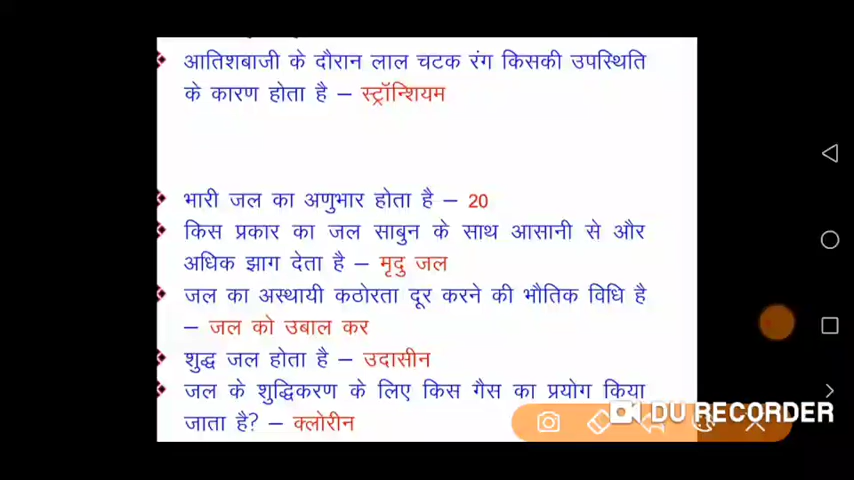 आतिशबाजी के दौरान लाल चटक रंग किसकी उपस्थिति
के कारण होता है – स्ट्रॉन्शियम
भारी जल का अणुभार होता है – 20
किस प्रकार का जल साबुन के साथ आसानी से और
अधिक झाग देता है – मृदु जल
जल का अस्थायी कठोरता दूर करने की भौतिक विधि है
– जल को उबाल कर
शुद्ध जल होता है – उदासीन
जल के शुद्धिकरण के लिए किस गैस का प्रयोग किया
जाता है? – क्लोरीन
DU RECORDER